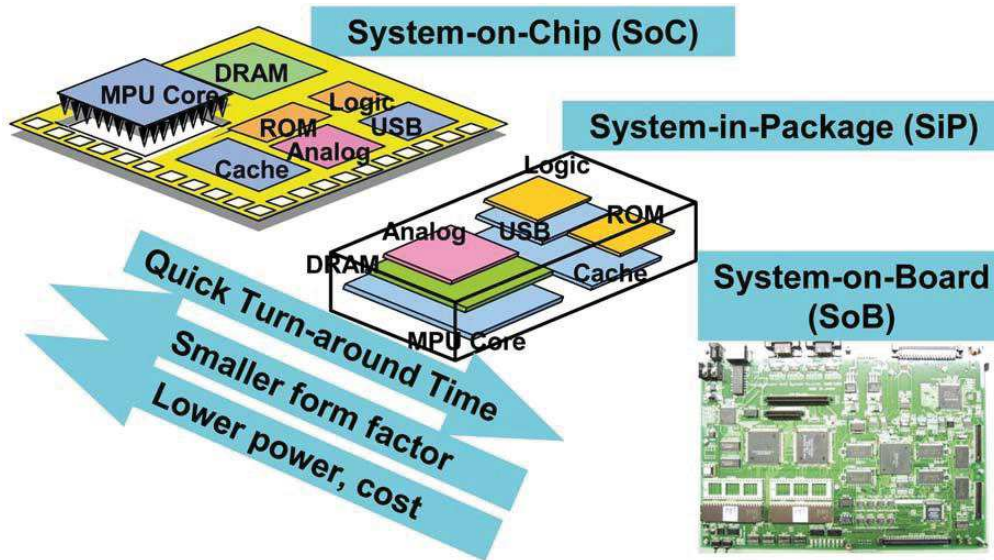 System-on-Chip (SoC)
DRAM
MPU Core
Logic
ROM
USB
Analog
Cache
System-in-Package (SiP)
Logic
ROM
Analog
USB
DRAM
Cache
MPU Core
Quick Turn-around Time
Smaller form factor
Lower power, cost
System-on-Board
(SoB)